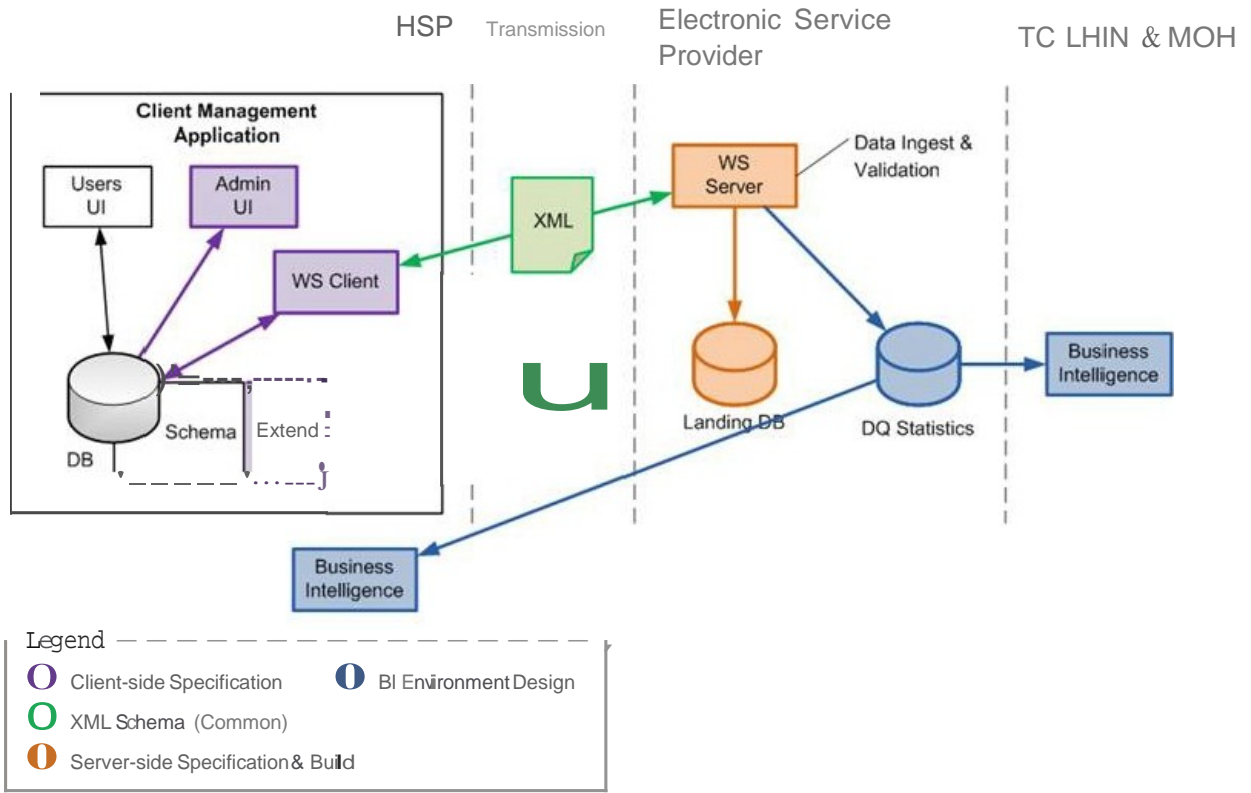 HSP
Transmission
Electronic Service
Provider
TC LHIN & MOH
Client Management
Application
Users
UI
Admin
UI
WS Client
XML
WS
Server
Data Ingest &
Validation
DB
Schema
Extend
u
Landing DB
DQ Statistics
Business
Intelligence
Business
Intelligence
Legend
O Client-side Specification
O BI Environment Design
O XML Schema (Common)
O Server-side Specification & Build